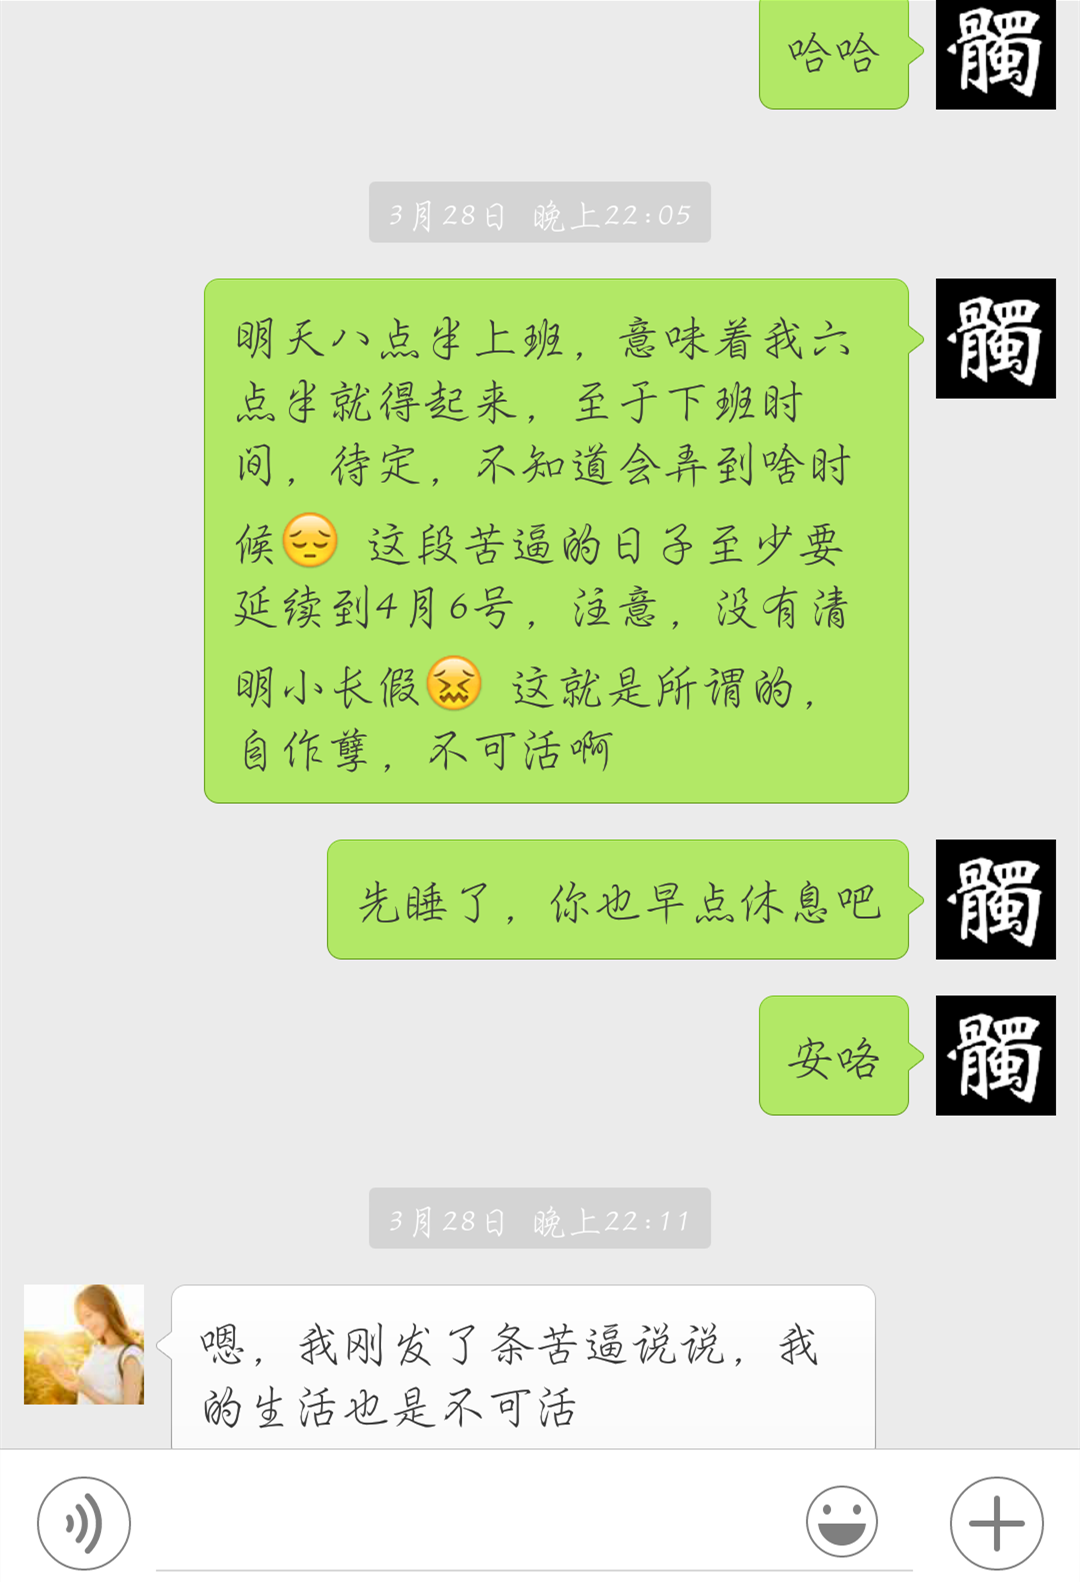 哈哈
髑
3月28日 晚上22:05
明天八点半上班，意味着我六
点半就得起来，至于下班时
间，待定，不知道会弄到啥时
候😔 这段苦逼的日子至少要
延续到4月6号，注意，没有清
明小长假😖 这就是所谓的，
自作孽，不可活啊
髑
先睡了，你也早点休息吧
髑
安咯
髑
3月28日 晚上22:11
嗯，我刚发了条苦逼说说，我
的生活也是不可活